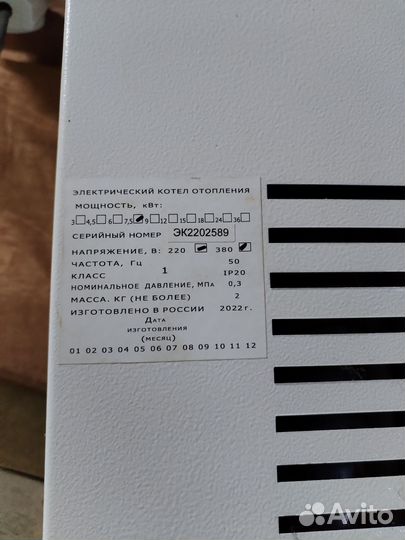 ЭЛЕКТРИЧЕСКИЙ КОТЕЛ ОТОПЛЕНИЯ
МОЩНОСТЬ, кВт:
3 4,5 6 7,5 9 12 15 18 24 36
СЕРИЙНЫЙ НОМЕР ЭК2202589
НАПРЯЖЕНИЕ, В: 220 380
ЧАСТОТА, Гц 50
КЛАСС 1 IP20
НОМИНАЛЬНОЕ ДАВЛЕНИЕ, МПА 0,3
МАССА. КГ (НЕ БОЛЕЕ) 2
ИЗГОТОВЛЕНО В РОССИИ 2022г.
ДАТА
ИЗГОТОВЛЕНИЯ
(МЕСЯЦ)
01 02 03 04 05 06 07 08 09 10 11 12
Avito